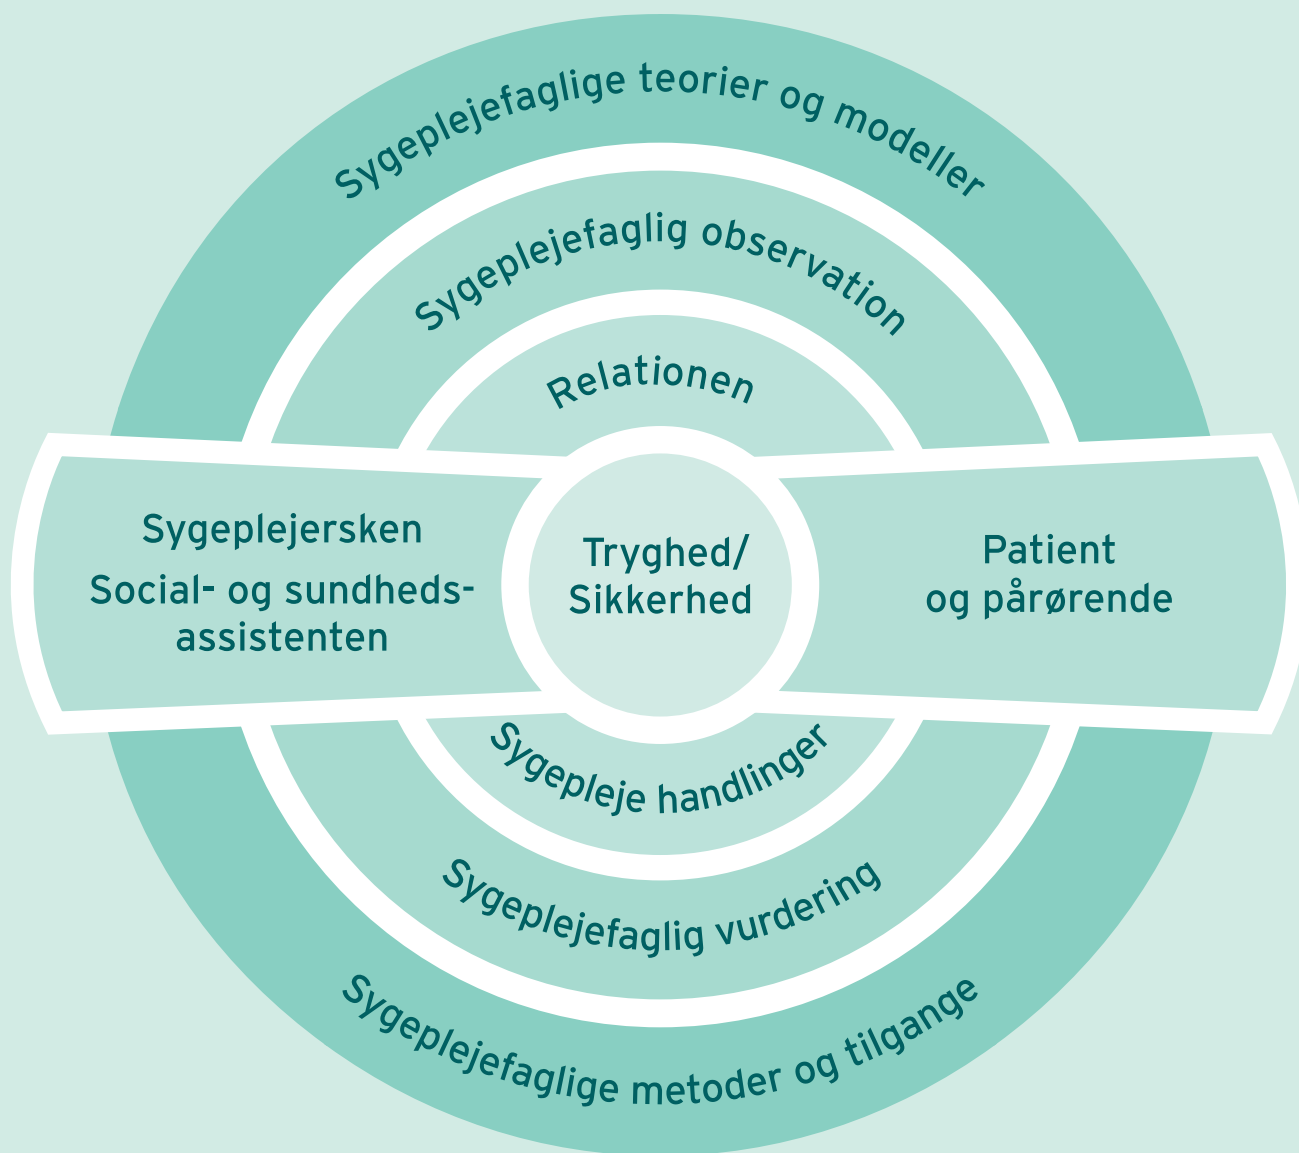 Sygeplejefaglige teorier og modeller
Sygeplejefaglig observation
Relationen
Sygeplejersken
Social- og sundheds-
assistenten
Tryghed/
Sikkerhed
Patient
og pårørende
Sygepleje handlinger
Sygeplejefaglig vurdering
Sygeplejefaglige metoder og tilgange